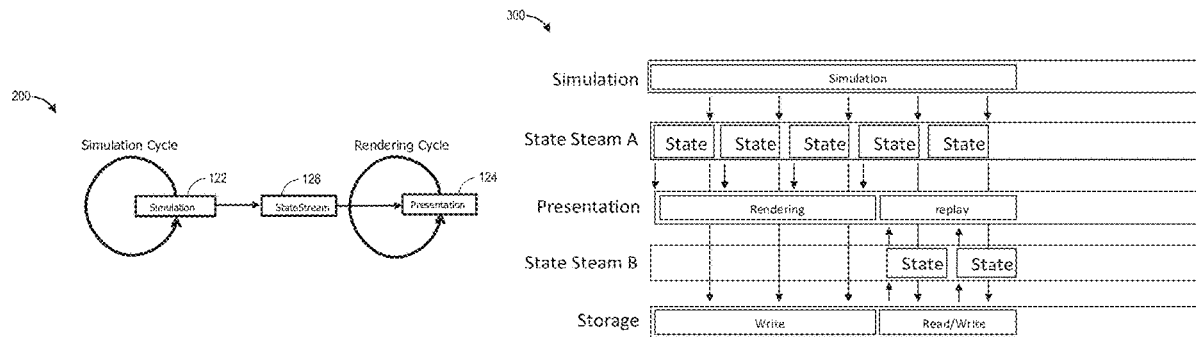 200
Simulation Cycle
Rendering Cycle
122
128
124
Simulation
StateStream
Presentation
300
Simulation
Simulation
State Steam A
State State State State State
Presentation
Rendering
replay
State Steam B
State State
Storage
Write
Read/Write